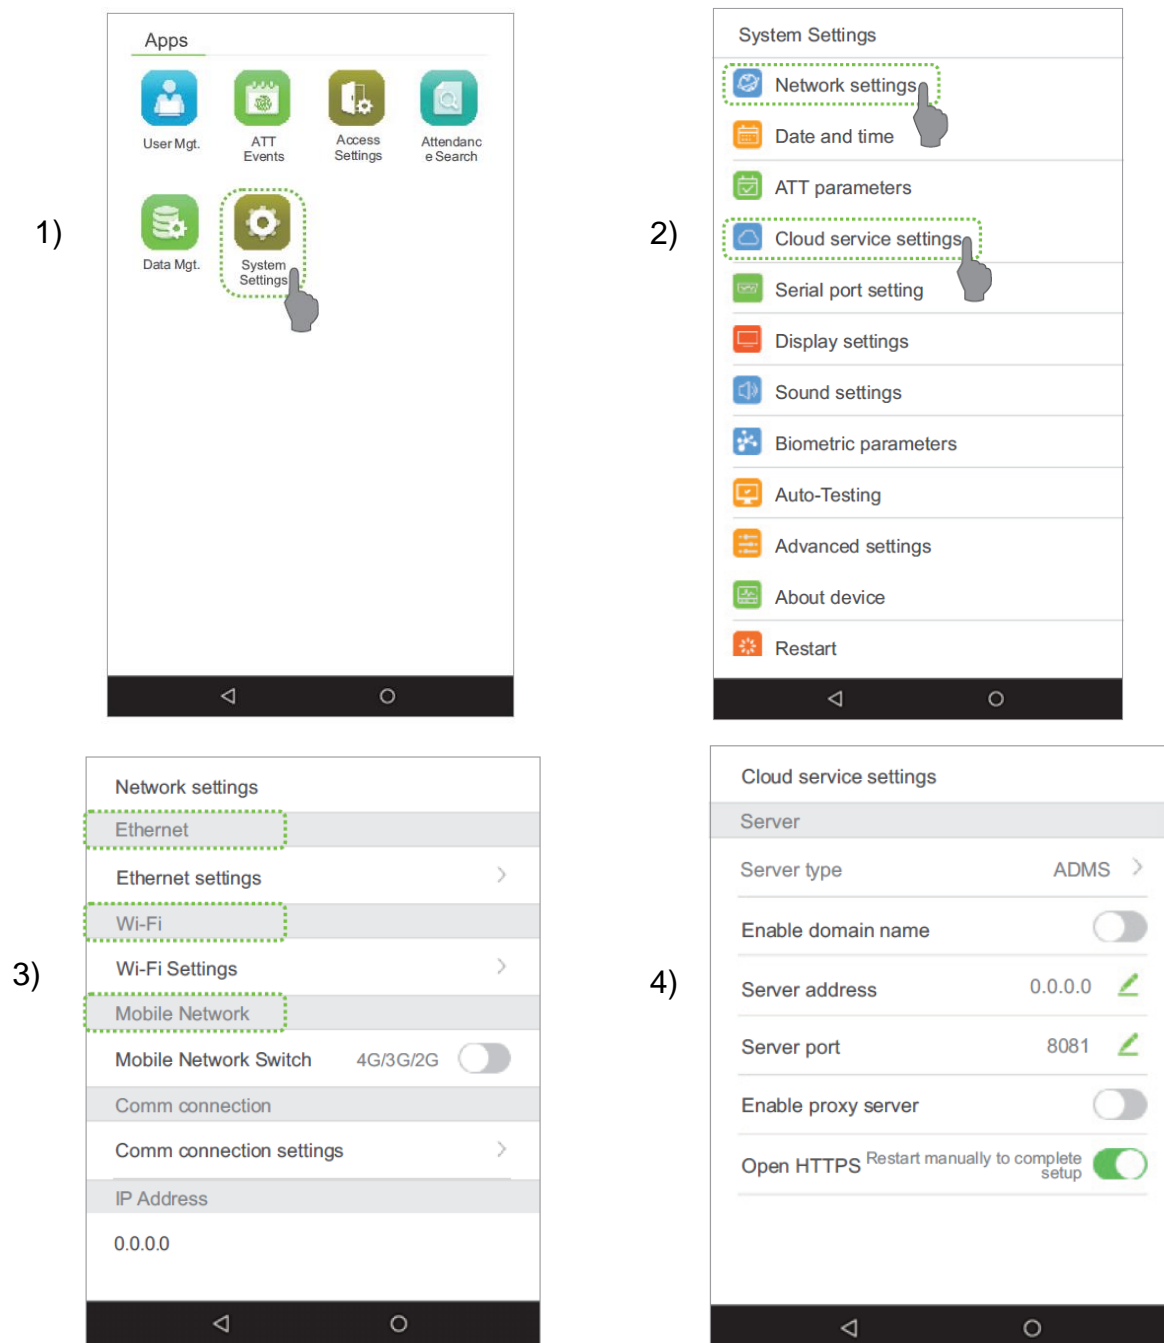 1)
Apps
User Mgt.
ATT
Events
Access
Settings
Attendanc
e Search
Data Mgt.
System
Settings
2)
System Settings
Network settings
Date and time
ATT parameters
Cloud service settings
Serial port setting
Display settings
Sound settings
Biometric parameters
Auto-Testing
Advanced settings
About device
Restart
3)
Network settings
Ethernet
Ethernet settings
Wi-Fi
Wi-Fi Settings
Mobile Network
Mobile Network Switch 4G/3G/2G
Comm connection
Comm connection settings
IP Address
0.0.0.0
4)
Cloud service settings
Server
Server type ADMS
Enable domain name
Server address 0.0.0.0
Server port 8081
Enable proxy server
Open HTTPS Restart manually to complete
setup